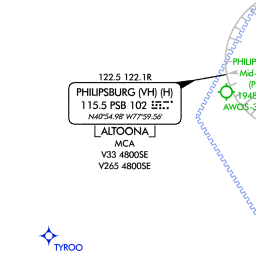 122.5 122.1R
PHILIPSBURG (VH) (H)
115.5 PSB 102
N40°54.98' W77°59.56'
ALTOONA
MCA
V33 4800SE
V265 4800SE
PHILIP
Mid-
(P
1948
AWOS-3
TYROO